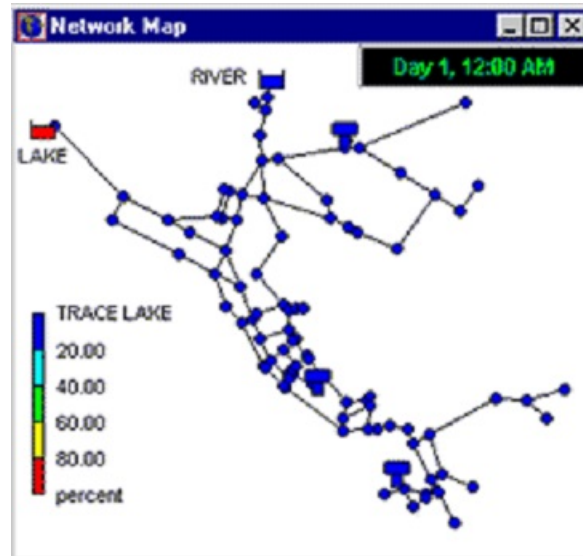 Network Map
Day 1, 12:00 AM
RIVER
LAKE
TRACE LAKE
20.00
40.00
60.00
80.00
percent